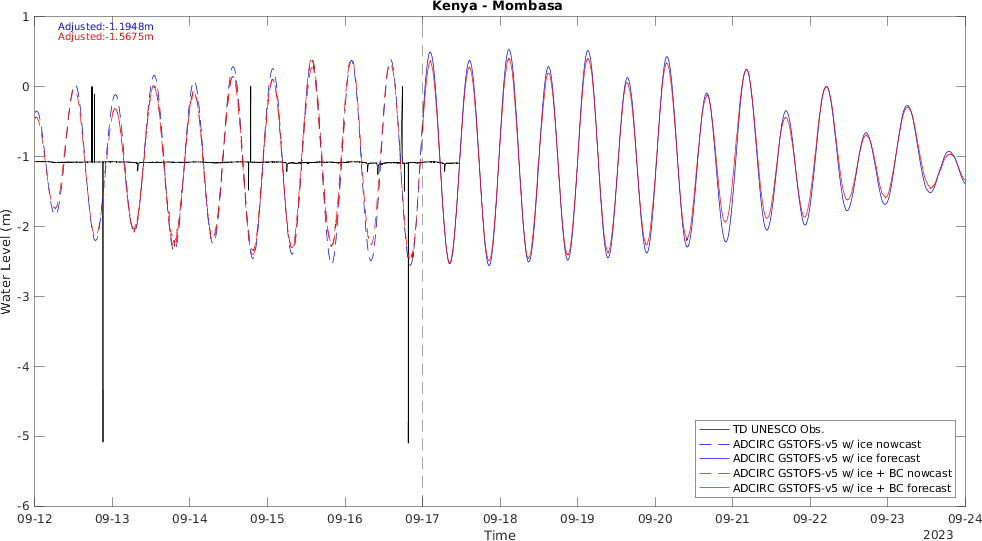 Kenya - Mombasa
Adjusted:-1.1948m
Adjusted:-1.5675m
Water Level (m)
1
0
-1
-2
-3
-4
-5
-6
TD UNESCO Obs.
ADCIRC GSTOFS-v5 w/ ice nowcast
ADCIRC GSTOFS-v5 w/ ice forecast
ADCIRC GSTOFS-v5 w/ ice + BC nowcast
ADCIRC GSTOFS-v5 w/ ice + BC forecast
09-12 09-13 09-14 09-15 09-16 09-17 09-18 09-19 09-20 09-21 09-22 09-23 09-24
Time
2023